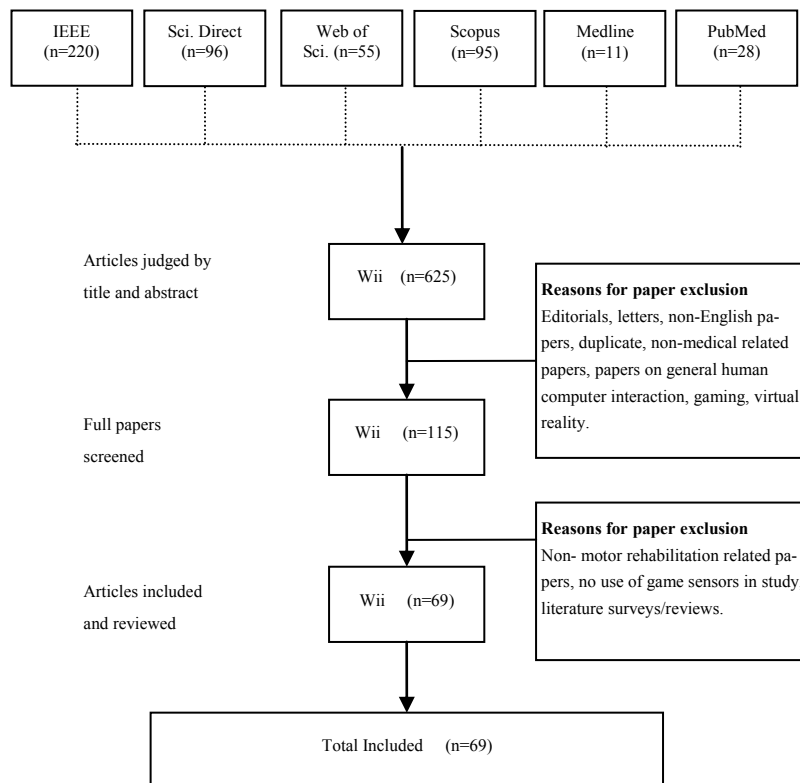 IEEE
(n=220)
Sci. Direct
(n=96)
Web of
Sci. (n=55)
Scopus
(n=95)
Medline
(n=11)
PubMed
(n=28)
Articles judged by
title and abstract
Wii (n=625)
Reasons for paper exclusion
Editorials, letters, non-English pa-
pers, duplicate, non-medical related
papers, papers on general human
computer interaction, gaming, virtual
reality.
Full papers
screened
Wii (n=115)
Reasons for paper exclusion
Non- motor rehabilitation related pa-
pers, no use of game sensors in study
literature surveys/reviews.
Articles included
and reviewed
Wii (n=69)
Total Included (n=69)